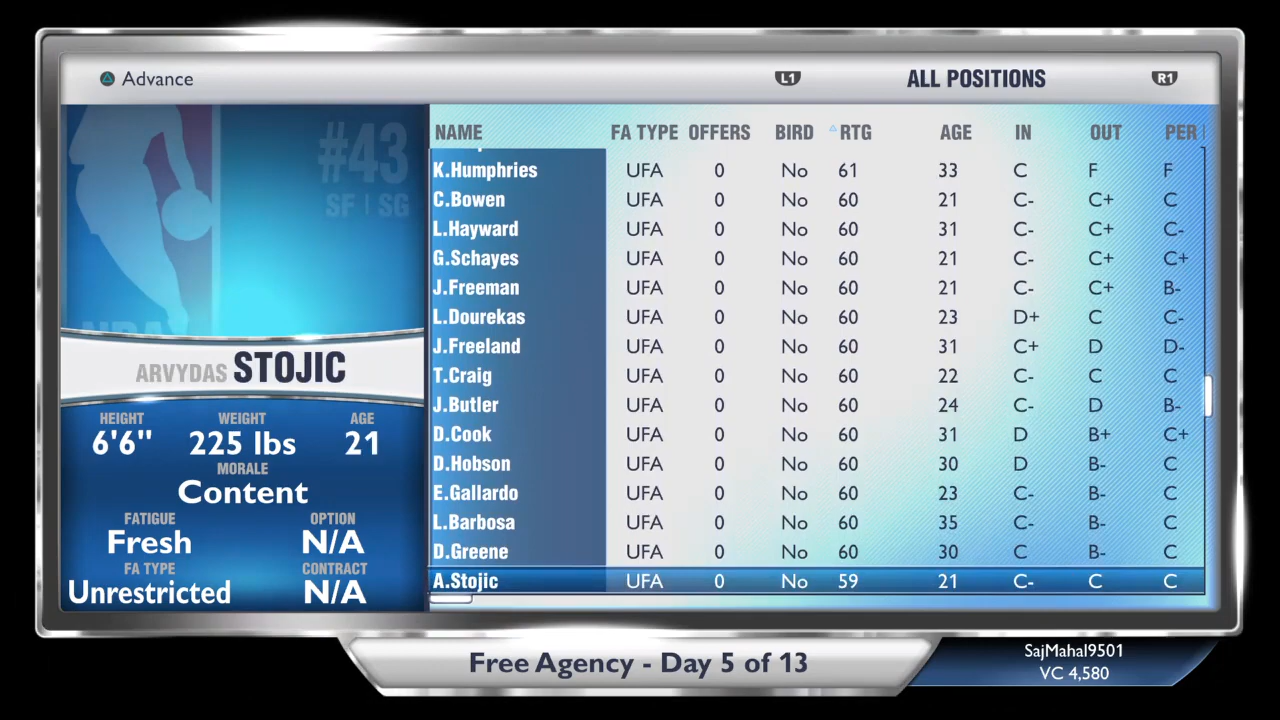 Advance
L1
ALL POSITIONS
R1
#43
SF | SG
NBA
ARVYDAS STOJIC
HEIGHT WEIGHT AGE
6'6" 225 lbs 21
MORALE
Content
FATIGUE OPTION
Fresh N/A
FA TYPE CONTRACT
Unrestricted N/A
NAME FA TYPE OFFERS BIRD RTG AGE IN OUT PER
K.Humphries UFA 0 No 61 33 C F F
C.Bowen UFA 0 No 60 21 C- C+ C
L.Hayward UFA 0 No 60 31 C- C+ C-
G.Schayes UFA 0 No 60 21 C- C+ C+
J.Freeman UFA 0 No 60 21 C- C+ B-
L.Dourekas UFA 0 No 60 23 D+ C C-
J.Freeland UFA 0 No 60 31 C+ D D-
T.Craig UFA 0 No 60 22 C- C C
J.Butler UFA 0 No 60 24 C- D B-
D.Cook UFA 0 No 60 31 D B+ C+
D.Hobson UFA 0 No 60 30 D B- C
E.Gallardo UFA 0 No 60 23 C- B- C
L.Barbosa UFA 0 No 60 35 C- B- C
D.Greene UFA 0 No 60 30 C B- C
A.Stojic UFA 0 No 59 21 C- C C
Free Agency - Day 5 of 13
SajMahal9501
VC 4,580